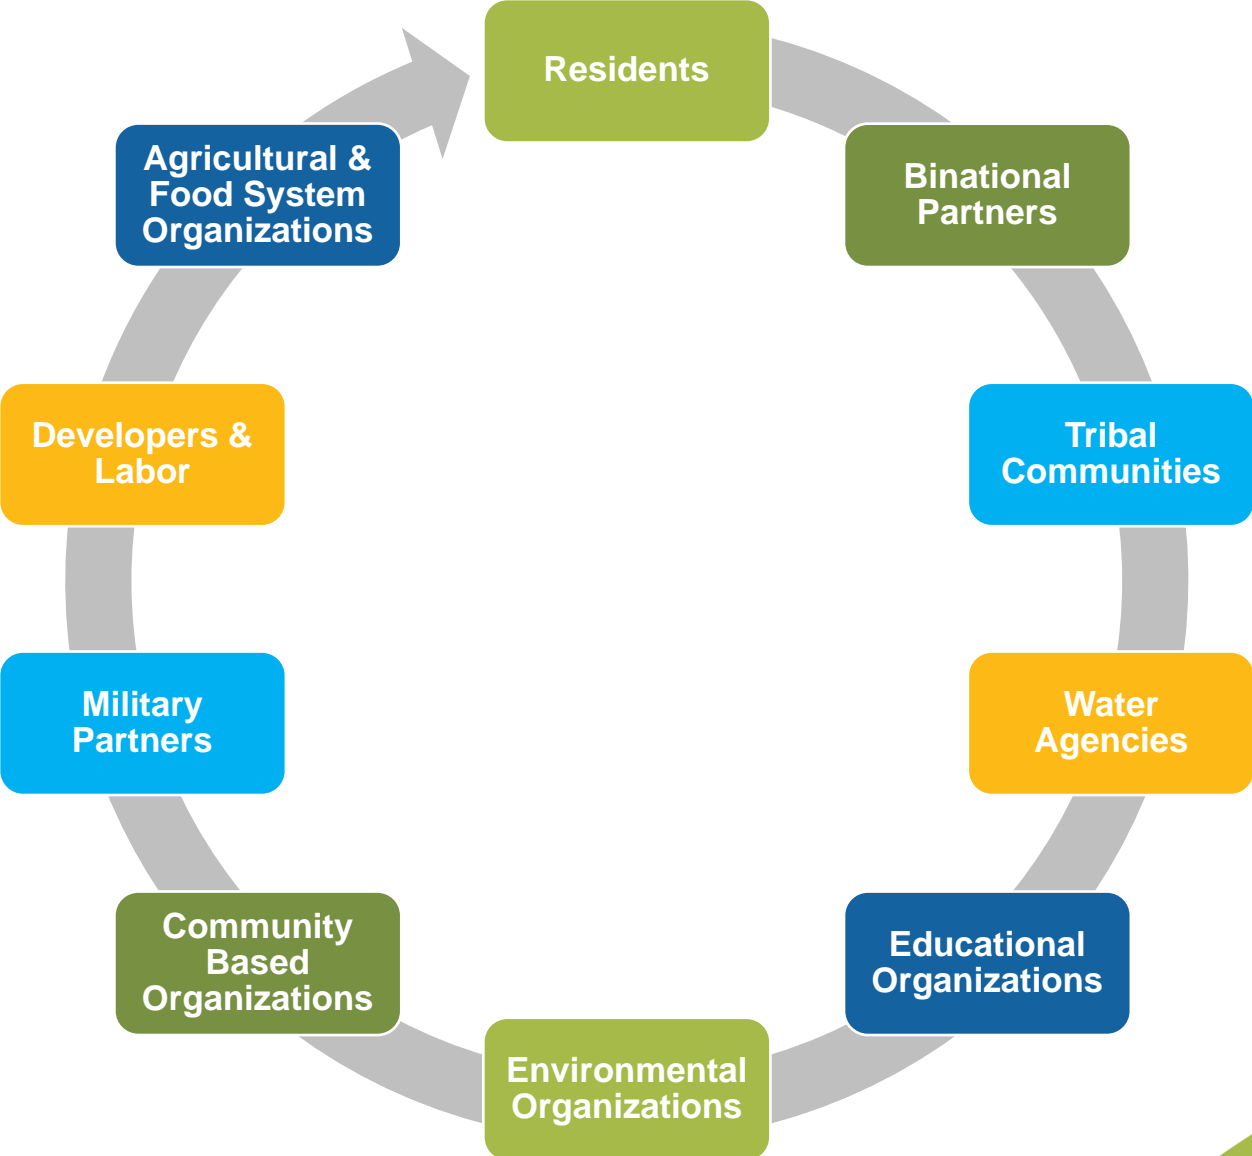 Residents
Binational
Partners
Tribal
Communities
Water
Agencies
Educational
Organizations
Environmental
Organizations
Community
Based
Organizations
Military
Partners
Developers &
Labor
Agricultural &
Food System
Organizations